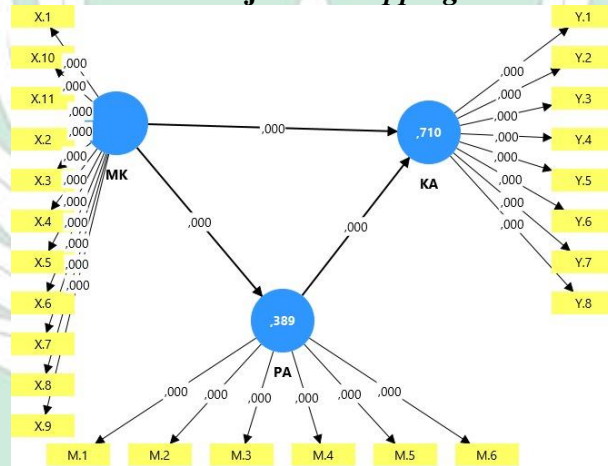 X.1
X.10
X.11
X.2
X.3
X.4
X.5
X.6
X.7
X.8
X.9
,000
,000
,000
,000
,000
,000
,000
,000
,000
MK
,000
,000
,000
,710
KA
,389
PA
,000
,000
,000
,000
,000
,000
,000
,000
Y.1
Y.2
Y.3
Y.4
Y.5
Y.6
Y.7
Y.8
,000
,000
,000
,000
,000
,000
M.1
M.2
M.3
M.4
M.5
M.6